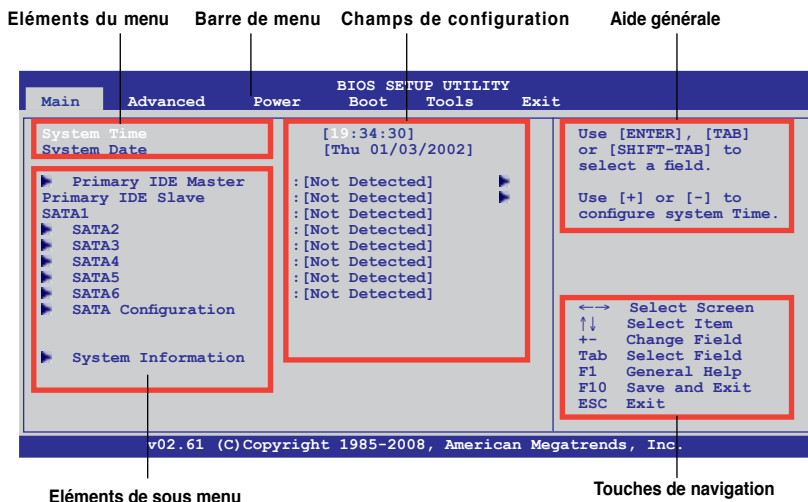 Eléments du menu Barre de menu Champs de configuration Aide générale
BIOS SETUP UTILITY
Main Advanced Power Boot Tools Exit
System Time [19:34:30]
System Date [Thu 01/03/2002]
Primary IDE Master :[Not Detected]
Primary IDE Slave :[Not Detected]
SATA1 :[Not Detected]
SATA2 :[Not Detected]
SATA3 :[Not Detected]
SATA4 :[Not Detected]
SATA5 :[Not Detected]
SATA6 :[Not Detected]
SATA Configuration
System Information
Use [ENTER], [TAB]
or [SHIFT-TAB] to
select a field.
Use [+] or [-] to
configure system Time.
←→ Select Screen
↑↓ Select Item
+- Change Field
Tab Select Field
F1 General Help
F10 Save and Exit
ESC Exit
v02.61 (C)Copyright 1985-2008, American Megatrends, Inc.
Eléments de sous menu Touches de navigation